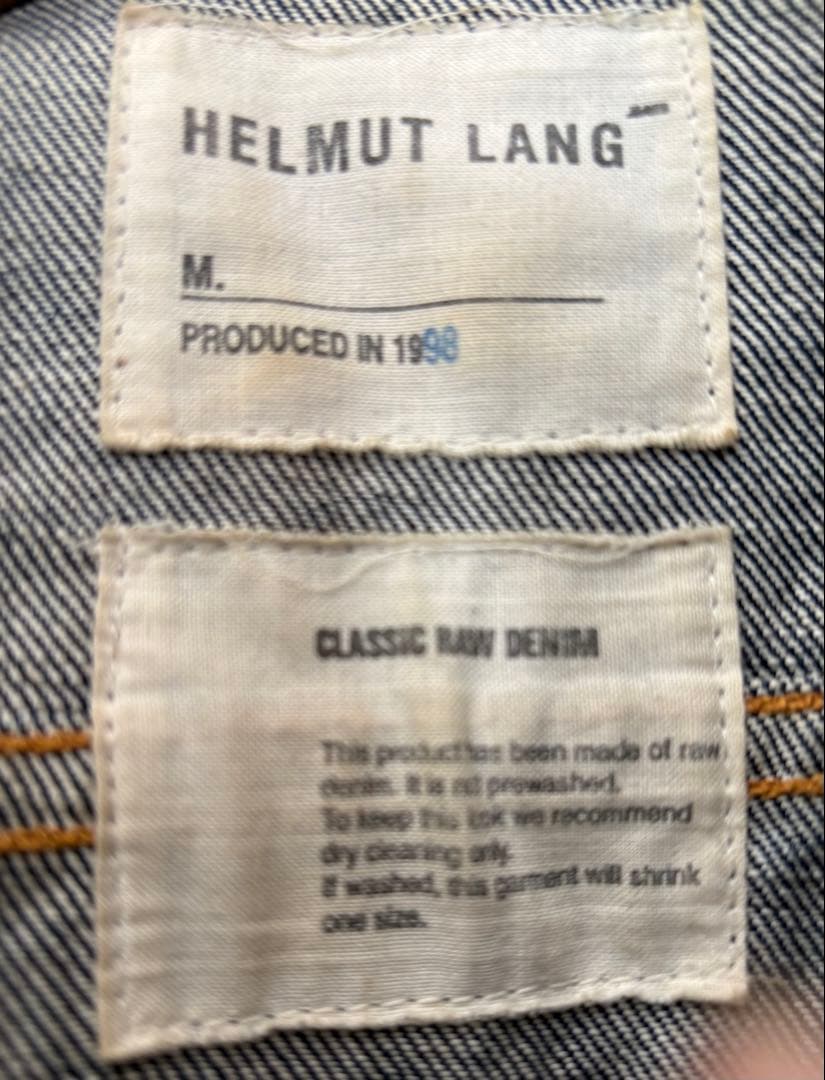 HELMUT LANG
M.
PRODUCED IN 1998
CLASSIC RAW DENIM
This product has been made of raw
denim. It is not prewashed.
To keep this look we recommend
dry cleaning only.
If washed, this garment will shrink
one size.